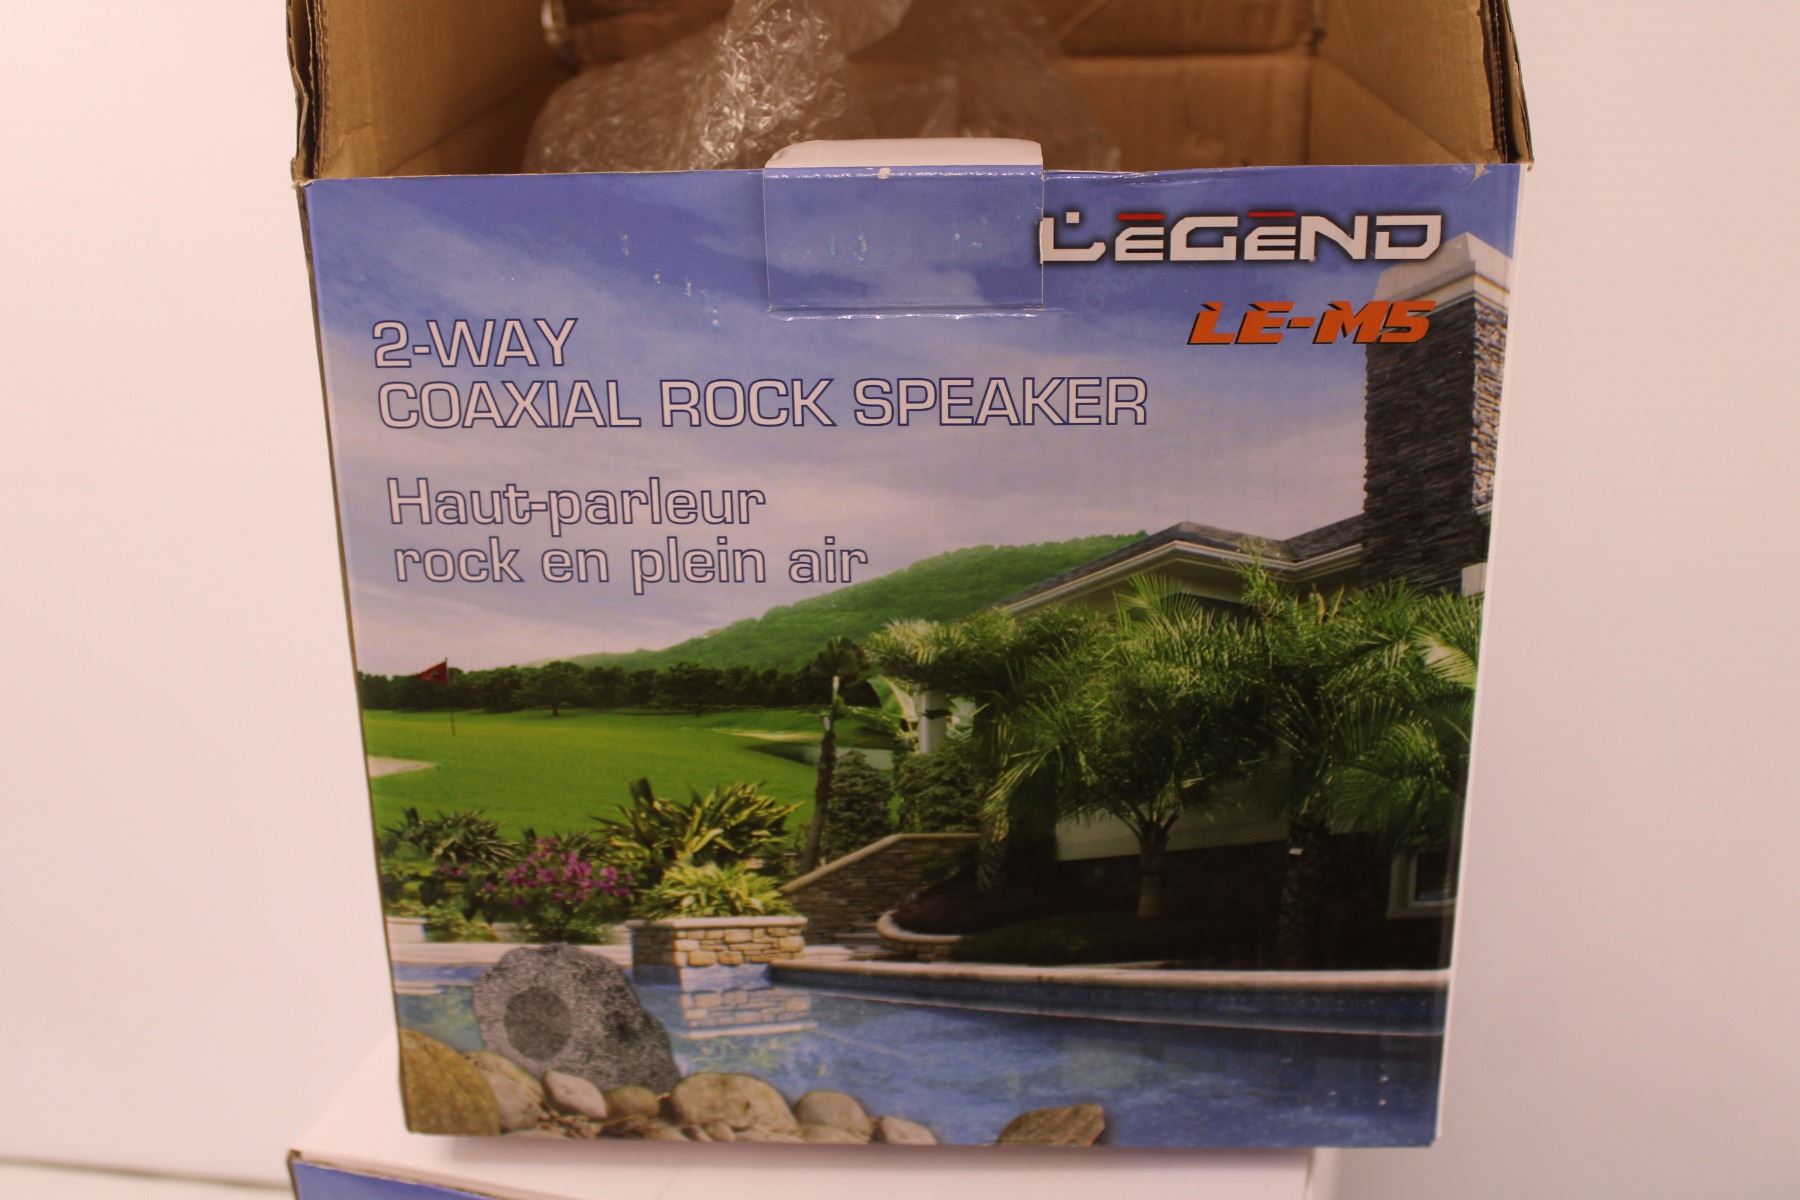 LEGEND
LE-M5
2-WAY
COAXIAL ROCK SPEAKER
Haut-parleur
rock en plein air